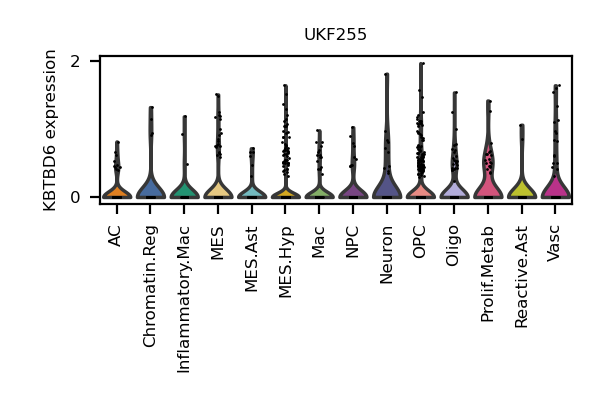 UKF255
KBTBD6 expression
2
0
AC
Chromatin.Reg
Inflammatory.Mac
MES
MES.Ast
MES.Hyp
Mac
NPC
Neuron
OPC
Oligo
Prolif.Metab
Reactive.Ast
Vasc